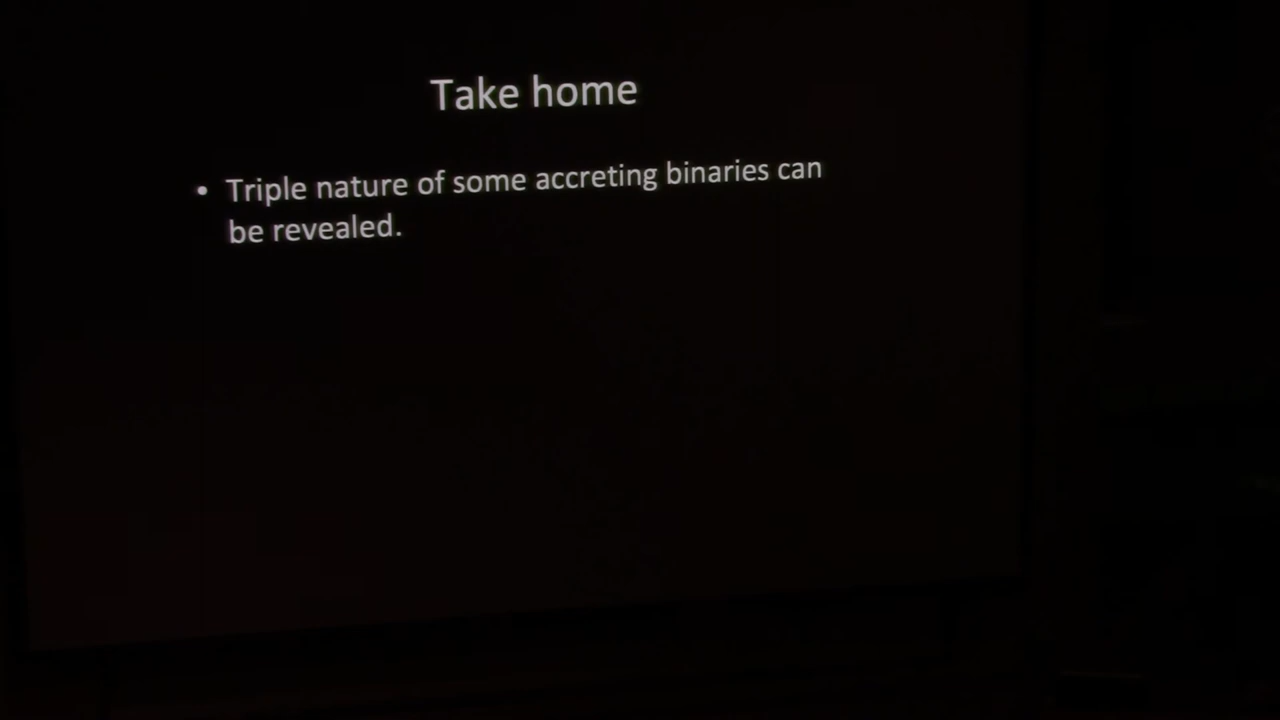 Take home
• Triple nature of some accreting binaries can
be revealed.